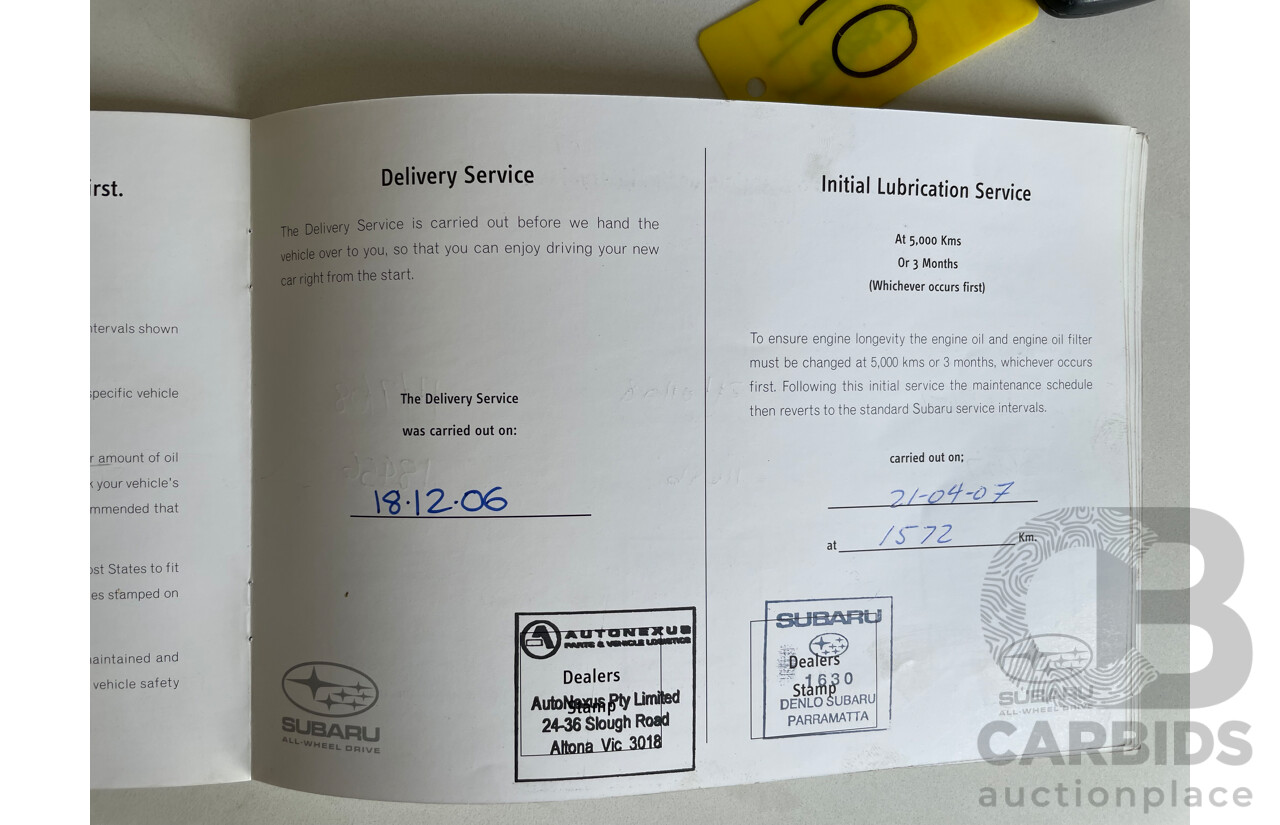 0
irst.
ntervals shown
specific vehicle
r amount of oil
k your vehicle's
mmended that
ost States to fit
es stamped on
aintained and
vehicle safety
Delivery Service
The Delivery Service is carried out before we hand the
vehicle over to you, so that you can enjoy driving your new
car right from the start.
The Delivery Service
was carried out on:
18.12.06
SUBARU
ALL-WHEEL DRIVE
AUTONEXUS
PARTS & VEHICLE LOGISTICS
Dealers
Stamp
AutoNexus Pty Limited
24-36 Slough Road
Altona Vic 3018
Initial Lubrication Service
At 5,000 Kms
Or 3 Months
(Whichever occurs first)
To ensure engine longevity the engine oil and engine oil filter
must be changed at 5,000 kms or 3 months, whichever occurs
first. Following this initial service the maintenance schedule
then reverts to the standard Subaru service intervals.
carried out on;
21-04-07
at 1572 Km.
SUBARU
Dealers
1630
Stamp
DENLO SUBARU
PARRAMATTA
SUBARU
ALL-WHEEL DRIVE
CB
CARBIDS
auctionplace